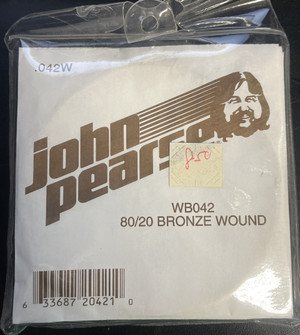 .042W
john
pearse
WB042
80/20 BRONZE WOUND
6 33687 20421 0